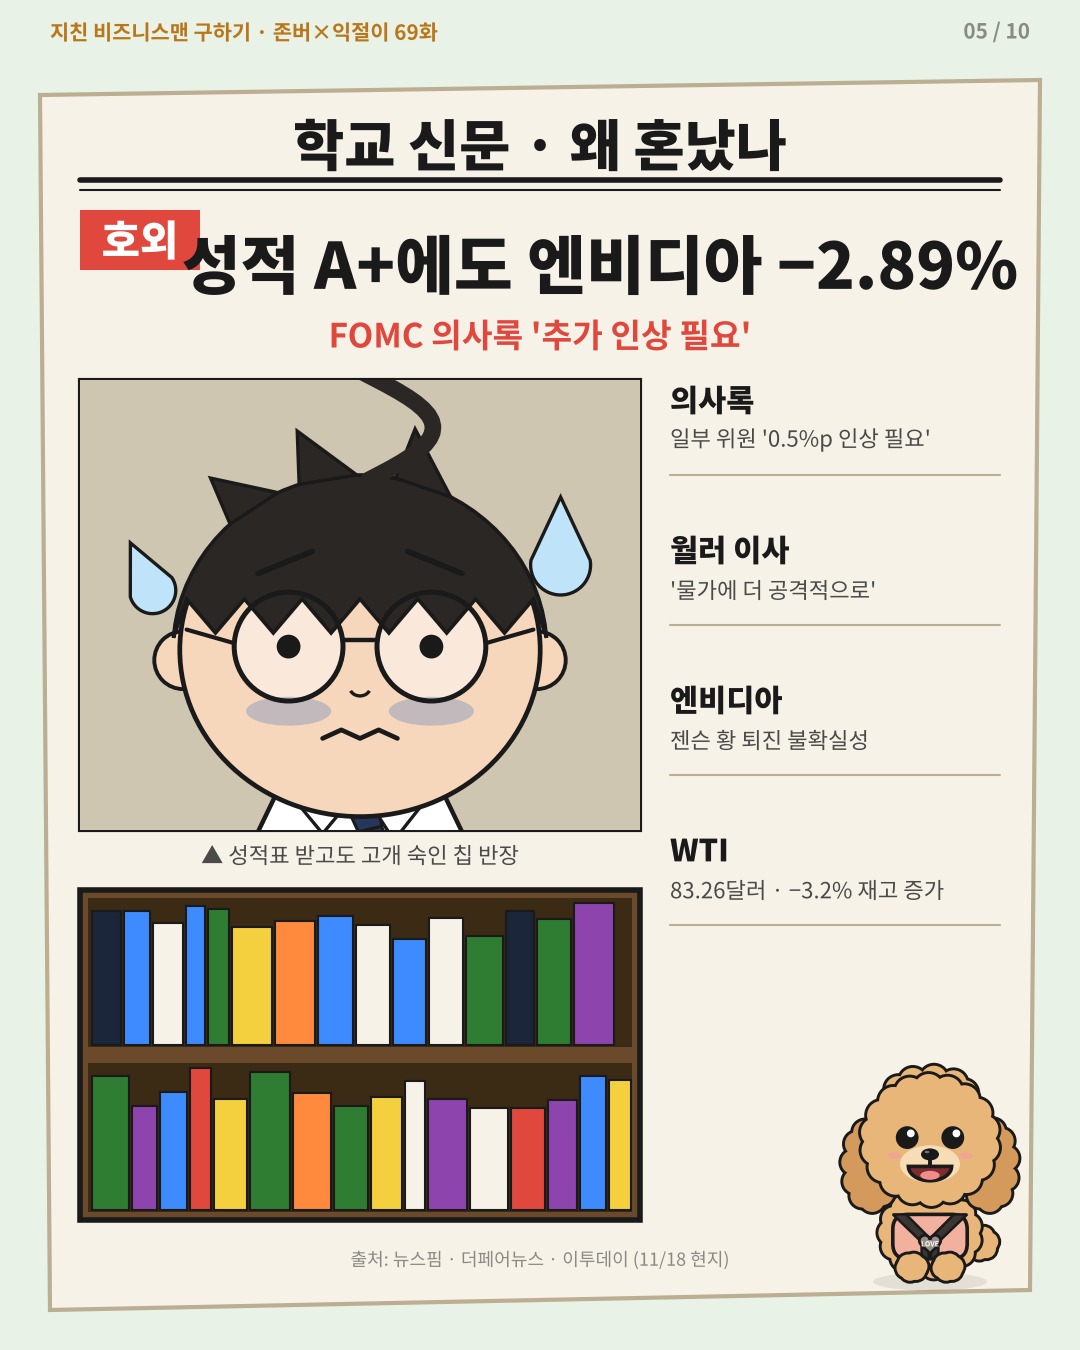 지친 비즈니스맨 구하기 · 존버×익절이 69화
05 / 10
학교 신문 · 왜 혼났나
호외
성적 A+에도 엔비디아 −2.89%
FOMC 의사록 '추가 인상 필요'
의사록
일부 위원 '0.5%p 인상 필요'
월러 이사
'물가에 더 공격적으로'
엔비디아
젠슨 황 퇴진 불확실성
WTI
83.26달러 · −3.2% 재고 증가
▲ 성적표 받고도 고개 숙인 칩 반장
LOVE
출처: 뉴스핌 · 더페어뉴스 · 이투데이 (11/18 현지)